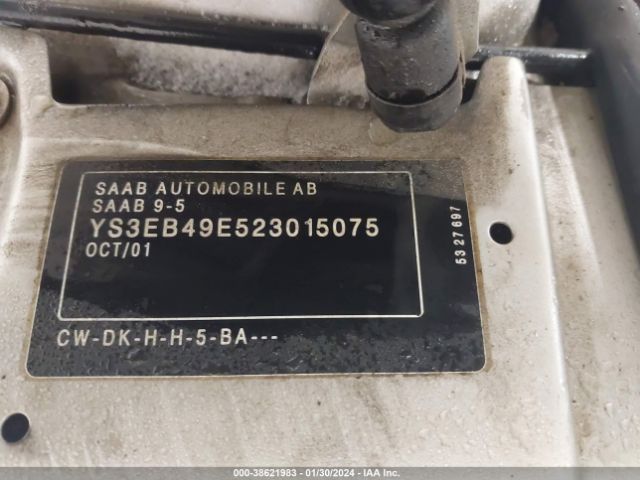 SAAB AUTOMOBILE AB
SAAB 9-5
YS3EB49E523015075
OCT/01
5327697
CW-DK-H-H-5-BA---
000-38621983 - 01/30/2024 - IAA Inc.